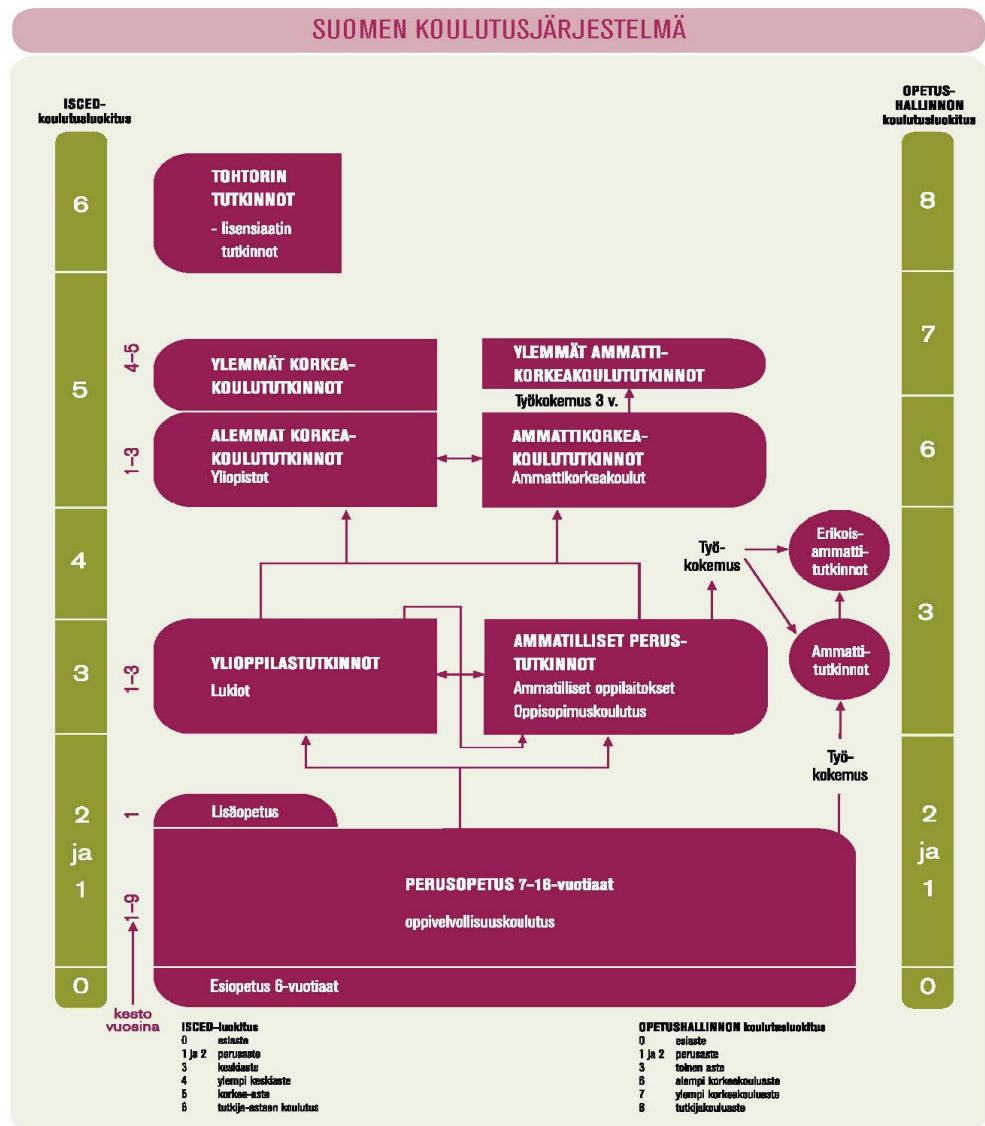 SUOMEN KOULUTUSJÄRJESTELMÄ
ISCED-
koulutusluokitus
OPETUS-
HALLINNON
koulutusluokitus
6
5
4
3
2
ja
1
0
8
7
6
3
2
ja
1
0
4–5
1–3
1–3
1
1–9
kesto
vuosina
TOHTORIN
TUTKINNOT
- lisensiaatin
tutkinnot
YLEMMÄT KORKEA-
KOULUTUTKINNOT
YLEMMÄT AMMATTI-
KORKEAKOULUTUTKINNOT
Työkokemus 3 v.
ALEMMAT KORKEA-
KOULUTUTKINNOT
Yliopistot
AMMATTIKORKEA-
KOULUTUTKINNOT
Ammattikorkeakoulut
Työ-
kokemus
Erikois-
ammatti-
tutkinnot
YLIOPPILASTUTKINNOT
Lukiot
AMMATILLISET PERUS-
TUTKINNOT
Ammatilliset oppilaitokset
Oppisopimuskoulutus
Ammatti-
tutkinnot
Työ-
kokemus
Lisäopetus
PERUSOPETUS 7–16-vuotiaat
oppivelvollisuuskoulutus
Esiopetus 6-vuotiaat
ISCED-luokitus
0 esiaste
1 ja 2 perusaste
3 keskiaste
4 ylempi keskiaste
5 korkea-aste
6 tutkija-asteen koulutus
OPETUSHALLINNON koulutusluokitus
0 esiaste
1 ja 2 perusaste
3 toinen aste
6 alempi korkeakouluaste
7 ylempi korkeakouluaste
8 tutkijakouluaste